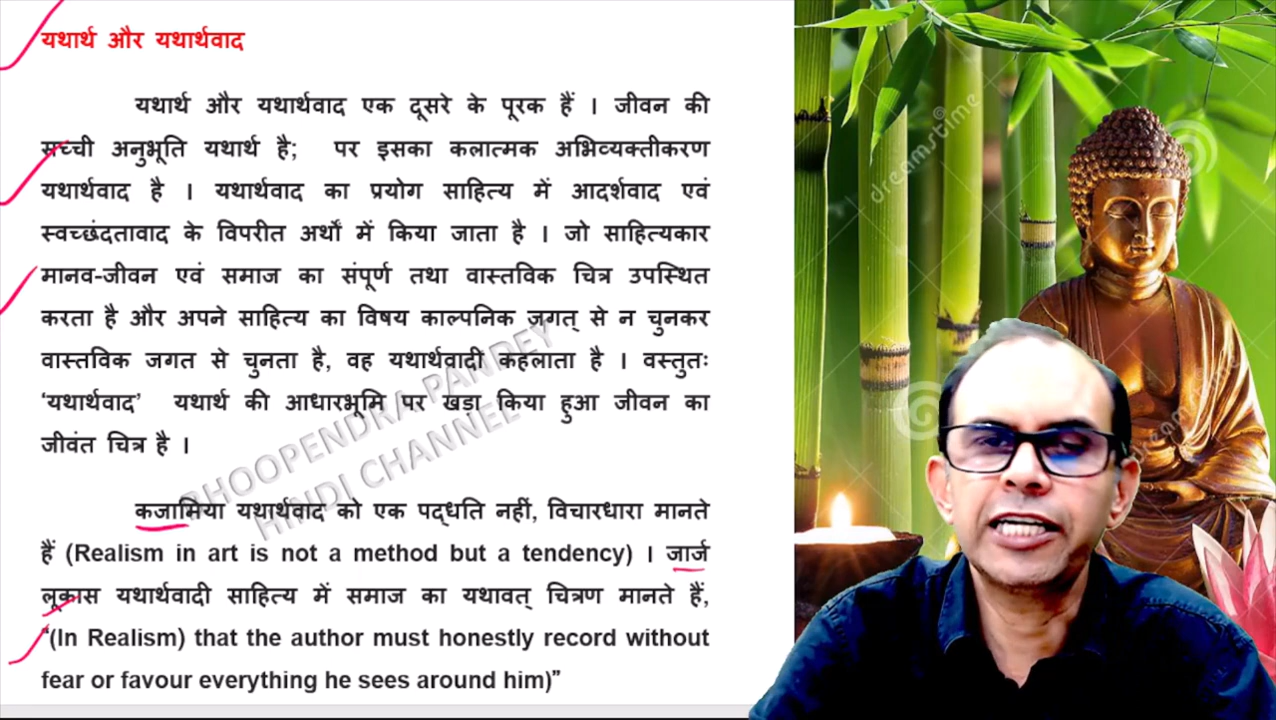 यथार्थ और यथार्थवाद
यथार्थ और यथार्थवाद एक दूसरे के पूरक हैं । जीवन की
सच्ची अनुभूति यथार्थ है; पर इसका कलात्मक अभिव्यक्तीकरण
यथार्थवाद है । यथार्थवाद का प्रयोग साहित्य में आदर्शवाद एवं
स्वच्छंदतावाद के विपरीत अर्थों में किया जाता है । जो साहित्यकार
मानव-जीवन एवं समाज का संपूर्ण तथा वास्तविक चित्र उपस्थित
करता है और अपने साहित्य का विषय काल्पनिक जगत् से न चुनकर
वास्तविक जगत से चुनता है, वह यथार्थवादी कहलाता है । वस्तुतः
‘यथार्थवाद’ यथार्थ की आधारभूमि पर खडा किया हुआ जीवन का
जीवंत चित्र है ।
कजामिया यथार्थवाद को एक पद्धति नहीं, विचारधारा मानते
हैं (Realism in art is not a method but a tendency) । जार्ज
लूकास यथार्थवादी साहित्य में समाज का यथावत् चित्रण मानते हैं,
“(In Realism) that the author must honestly record without
fear or favour everything he sees around him)”
BHOOPENDRA PANDEY
HINDI CHANNEL
dreamstime
dreamstime